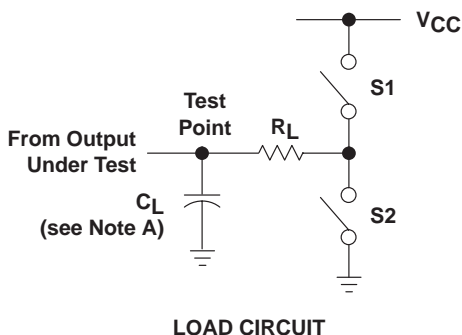 VCC
S1
Test
Point
RL
From Output
Under Test
CL
(see Note A)
S2
LOAD CIRCUIT